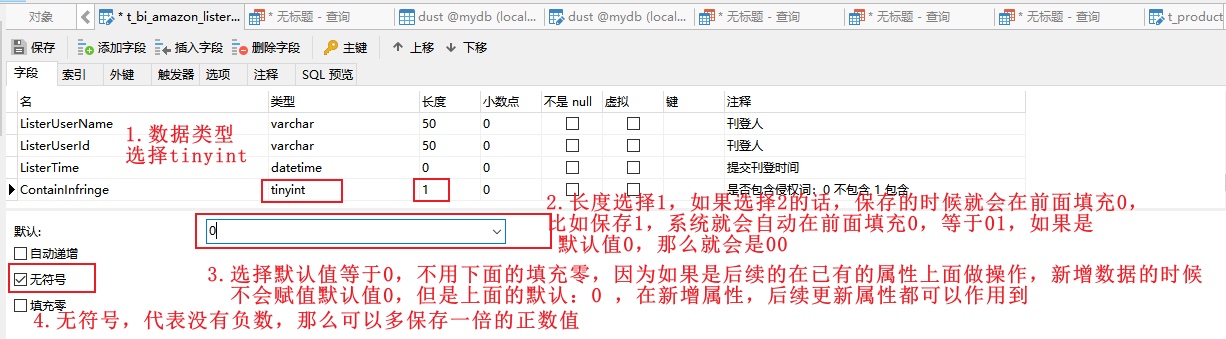 对象 * t_bi_amazon_lister... * 无标题 - 查询 dust @mydb (local... dust @mydb (local... * 无标题 - 查询 * 无标题 - 查询 * 无标题 - 查询 t_product
保存 添加字段 插入字段 删除字段 主键 上移 下移
字段 索引 外键 触发器 选项 注释 SQL 预览
名 类型 长度 小数点 不是 null 虚拟 键 注释
ListerUserName varchar 50 0 刊登人
ListerUserId varchar 50 0 刊登人
ListerTime datetime 0 0 提交刊登时间
ContainInfringe tinyint 1 0 是否包含侵权词：0 不包含 1 包含
1.数据类型
选择tinyint
2.长度选择1，如果选择2的话，保存的时候就会在前面填充0，
比如保存1，系统就会自动在前面填充0，等于01，如果是
默认值0，那么就会是00
默认: 0
自动递增
无符号
填充零
3.选择默认值等于0，不用下面的填充零，因为如果是后续的在已有的属性上面做操作，新增数据的时候
不会赋值默认值0，但是上面的默认：0 ，在新增属性，后续更新属性都可以作用到
4.无符号，代表没有负数，那么可以多保存一倍的正数值